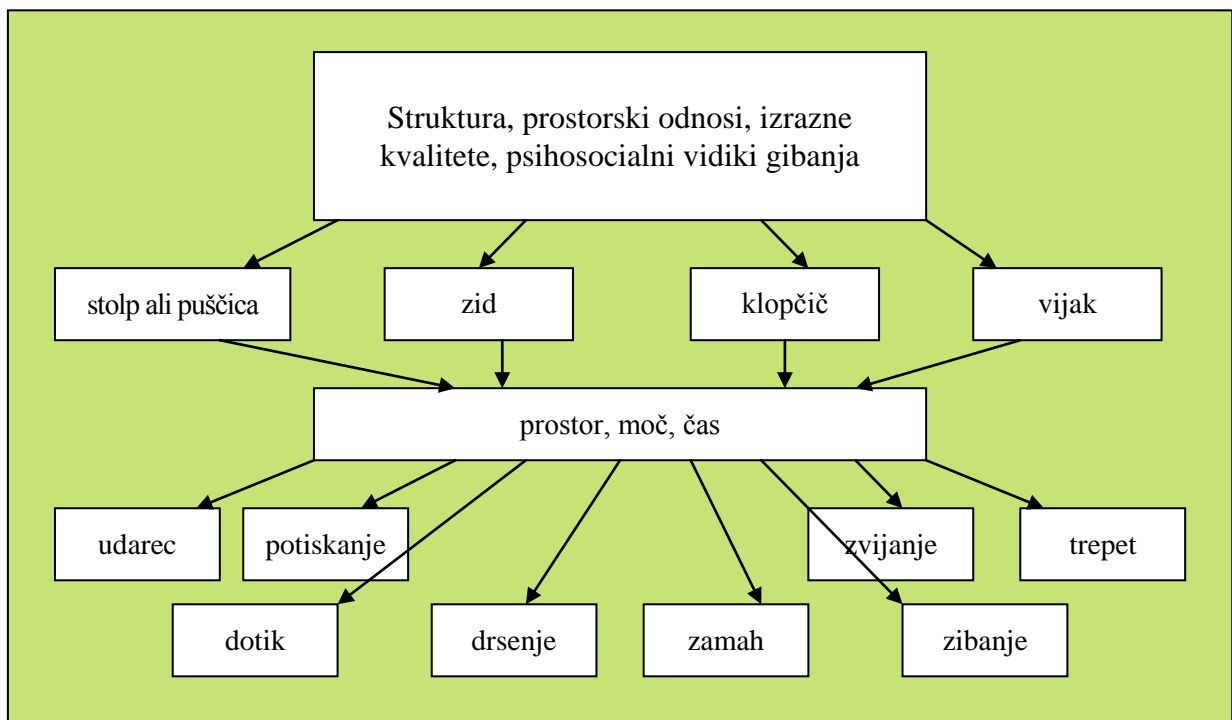 Struktura, prostorski odnosi, izrazne
kvalitete, psihosocialni vidiki gibanja
stolp ali puščica
zid
klopčič
vijak
prostor, moč, čas
udarec
potiskanje
zvijanje
trepet
dotik
drsenje
zamah
zibanje